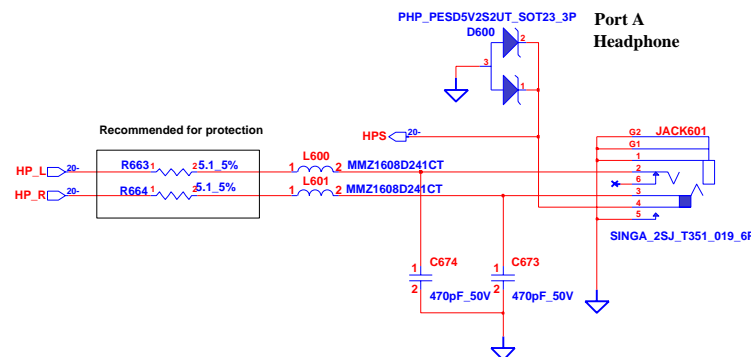 PHP_PESD5V2S2UT_SOT23_3P
D600
Port A
Headphone
2
3
1
Recommended for protection
HPS
20-
G2
JACK601
G1
1
HP_L
20-
R663
1
2
5.1_5%
L600
1
2
MMZ1608D241CT
2
6
HP_R
20-
R664
1
2
5.1_5%
L601
1
2
MMZ1608D241CT
3
4
5
SINGA_2SJ_T351_019_6P
C674
1
2
470pF_50V
C673
1
2
470pF_50V